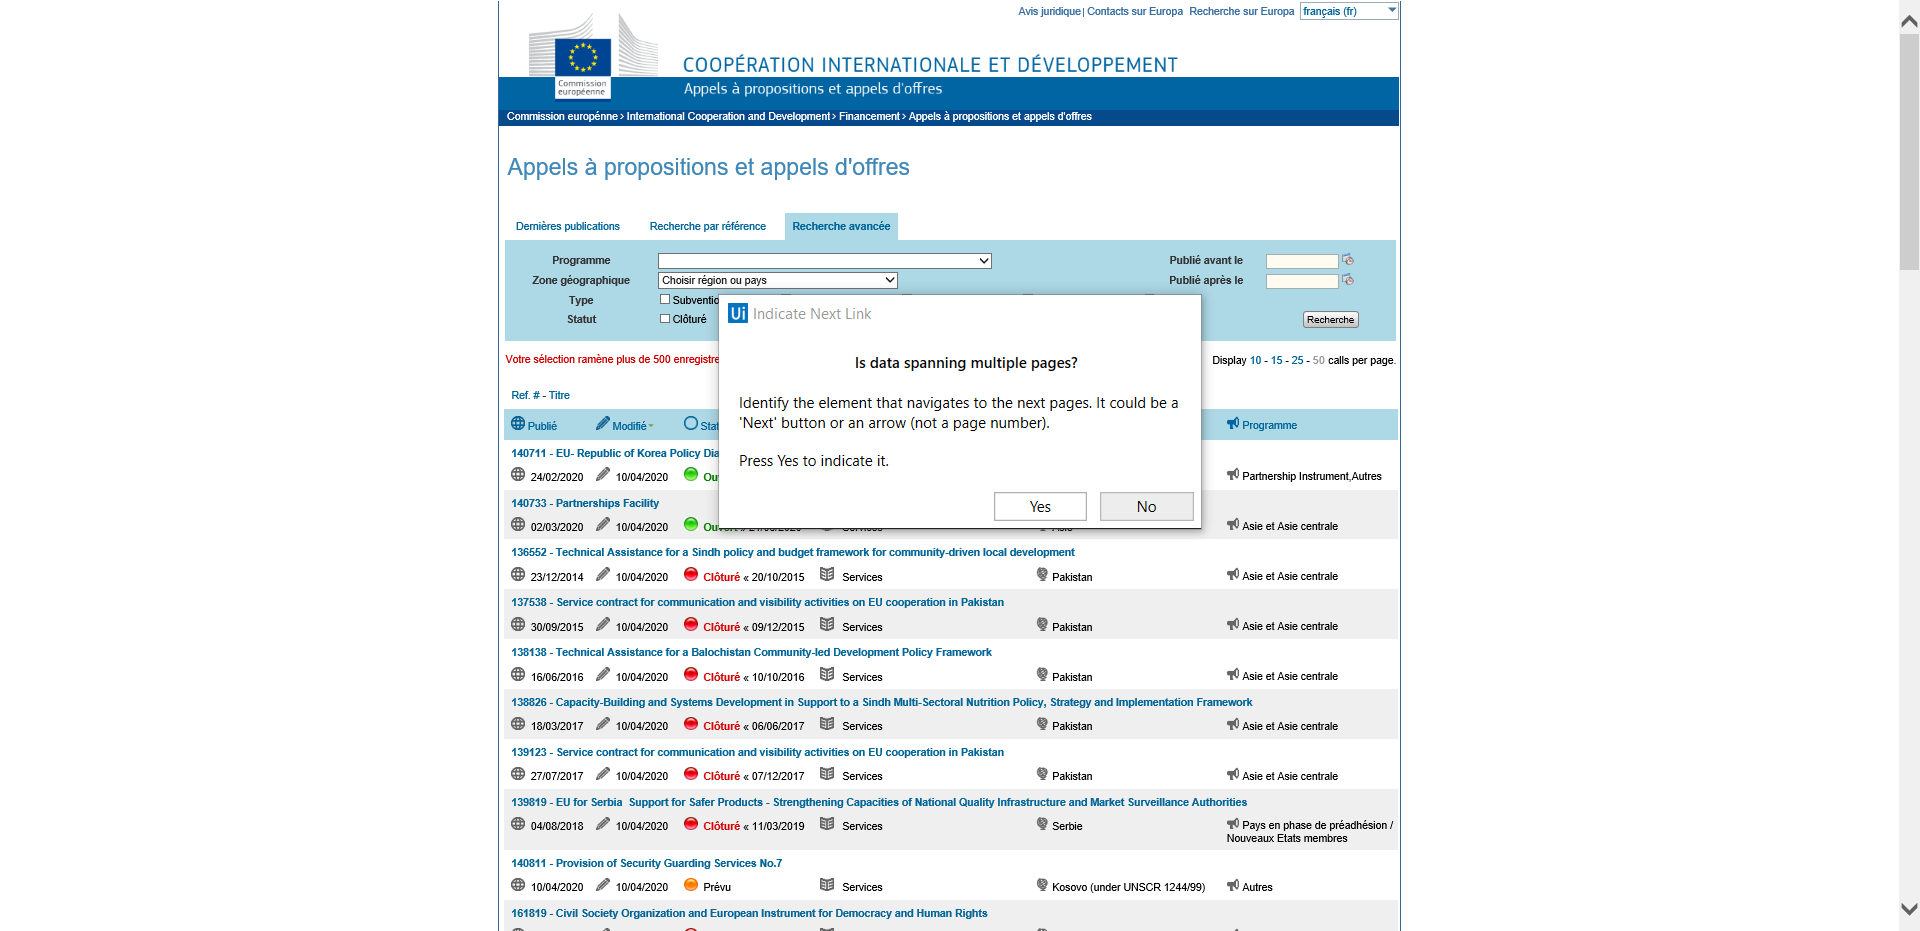 Avis juridique | Contacts sur Europa Recherche sur Europa français (fr)
Commission
européenne
COOPÉRATION INTERNATIONALE ET DÉVELOPPEMENT
Appels à propositions et appels d'offres
Commission europénne > International Cooperation and Development > Financement > Appels à propositions et appels d'offres
Appels à propositions et appels d'offres
Dernières publications Recherche par référence Recherche avancée
Programme Publié avant le
Zone géographique Choisir région ou pays Publié après le
Type Subventio
Statut Clôturé Recherche
Ui Indicate Next Link
Is data spanning multiple pages?
Identify the element that navigates to the next pages. It could be a
'Next' button or an arrow (not a page number).
Press Yes to indicate it.
Yes No
Votre sélection ramène plus de 500 enregistre Display 10 - 15 - 25 - 50 calls per page.
Ref. # - Titre
Publié Modifié Stat Programme
140711 - EU- Republic of Korea Policy Dia
24/02/2020 10/04/2020 Ou Partnership Instrument,Autres
140733 - Partnerships Facility
02/03/2020 10/04/2020 Asie et Asie centrale
136552 - Technical Assistance for a Sindh policy and budget framework for community-driven local development
23/12/2014 10/04/2020 Clôturé « 20/10/2015 Services Pakistan Asie et Asie centrale
137538 - Service contract for communication and visibility activities on EU cooperation in Pakistan
30/09/2015 10/04/2020 Clôturé « 09/12/2015 Services Pakistan Asie et Asie centrale
138138 - Technical Assistance for a Balochistan Community-led Development Policy Framework
16/06/2016 10/04/2020 Clôturé « 10/10/2016 Services Pakistan Asie et Asie centrale
138826 - Capacity-Building and Systems Development in Support to a Sindh Multi-Sectoral Nutrition Policy, Strategy and Implementation Framework
18/03/2017 10/04/2020 Clôturé « 06/06/2017 Services Pakistan Asie et Asie centrale
139123 - Service contract for communication and visibility activities on EU cooperation in Pakistan
27/07/2017 10/04/2020 Clôturé « 07/12/2017 Services Pakistan Asie et Asie centrale
139819 - EU for Serbia Support for Safer Products - Strengthening Capacities of National Quality Infrastructure and Market Surveillance Authorities
04/08/2018 10/04/2020 Clôturé « 11/03/2019 Services Serbie Pays en phase de préadhésion /
Nouveaux Etats membres
140811 - Provision of Security Guarding Services No.7
10/04/2020 10/04/2020 Prévu Services Kosovo (under UNSCR 1244/99) Autres
161819 - Civil Society Organization and European Instrument for Democracy and Human Rights